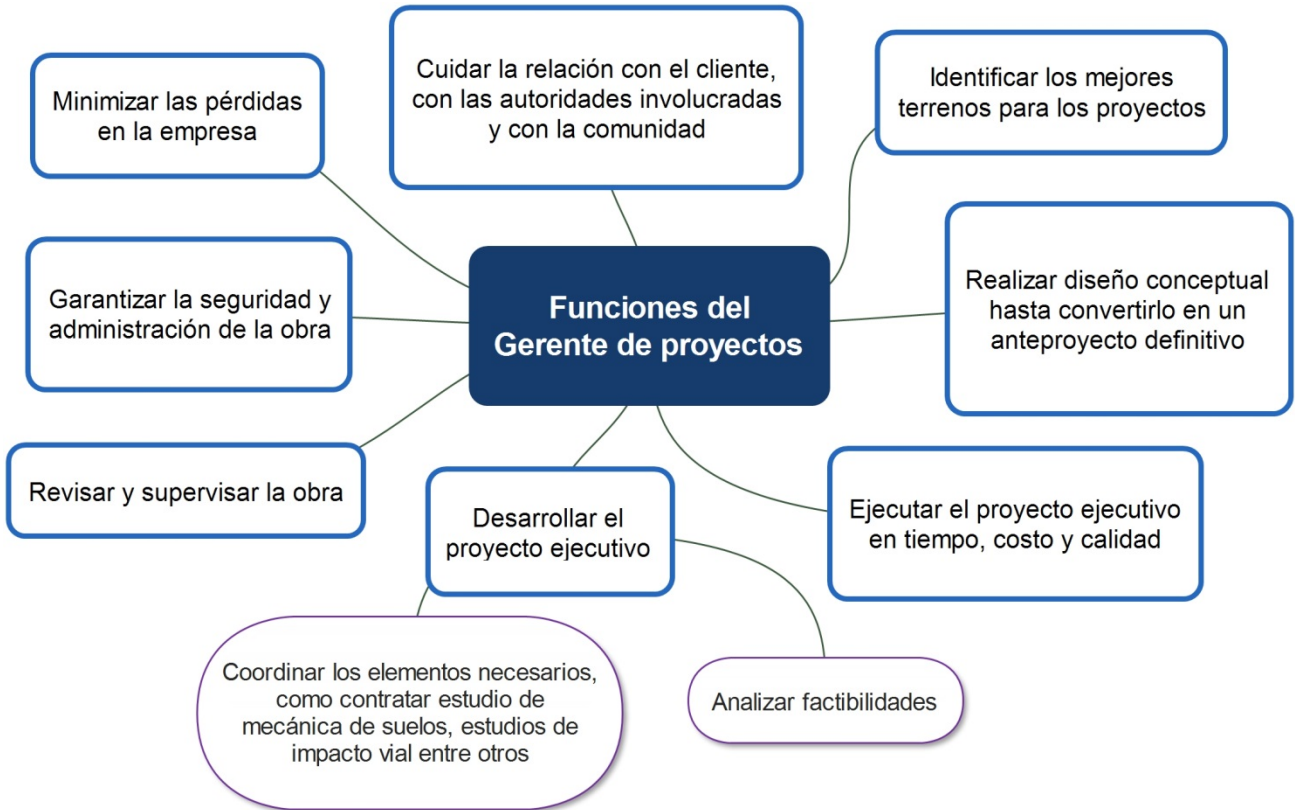 Cuidar la relación con el cliente,
con las autoridades involucradas
y con la comunidad
Identificar los mejores
terrenos para los proyectos
Minimizar las pérdidas
en la empresa
Realizar diseño conceptual
hasta convertirlo en un
anteproyecto definitivo
Garantizar la seguridad y
administración de la obra
Funciones del
Gerente de proyectos
Revisar y supervisar la obra
Desarrollar el
proyecto ejecutivo
Ejecutar el proyecto ejecutivo
en tiempo, costo y calidad
Coordinar los elementos necesarios,
como contratar estudio de
mecánica de suelos, estudios de
impacto vial entre otros
Analizar factibilidades